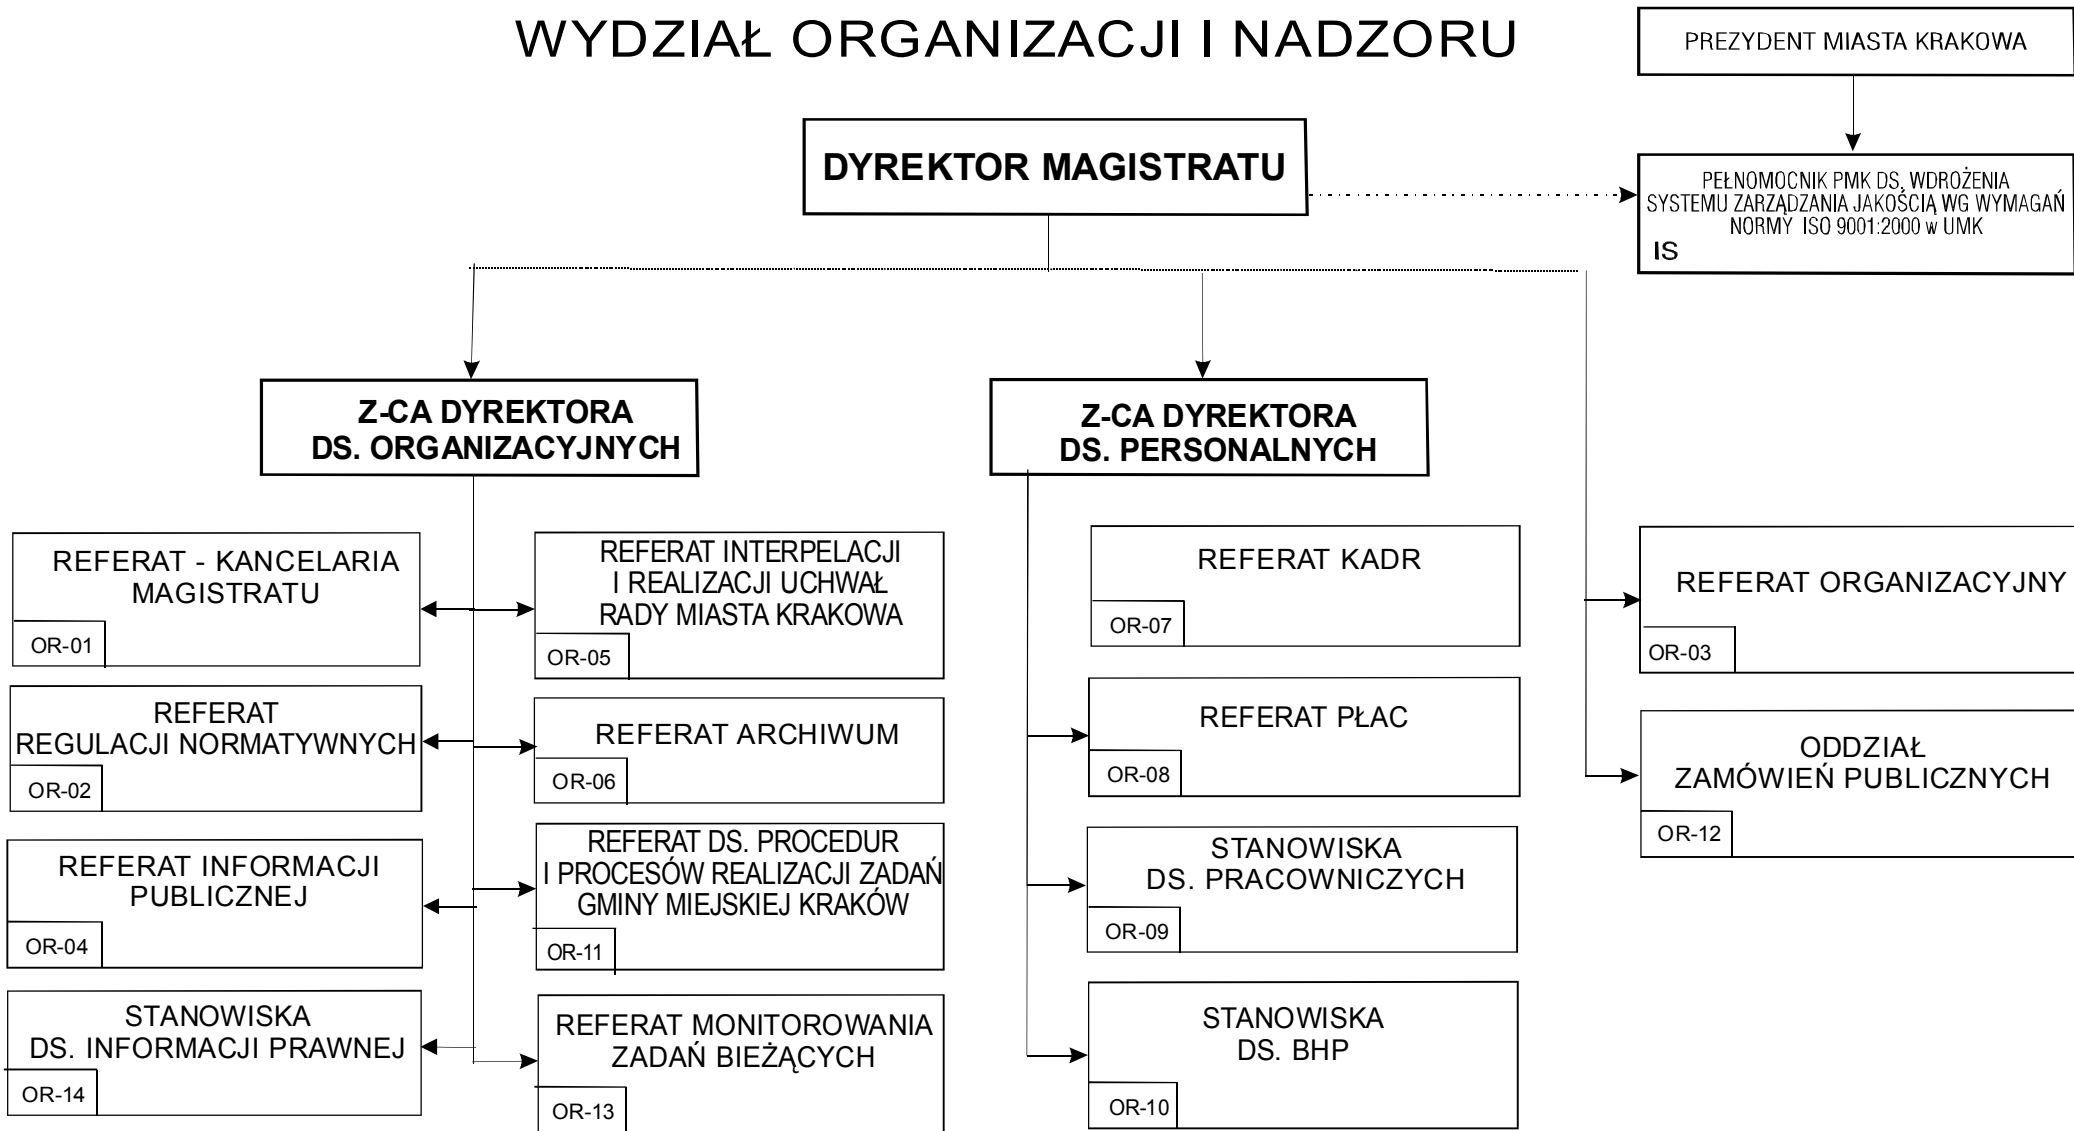 WYDZIAŁ ORGANIZACJI I NADZORU
PREZYDENT MIASTA KRAKOWA
DYREKTOR MAGISTRATU
PEŁNOMOCNIK PMK DS. WDROŻENIA
SYSTEMU ZARZĄDZANIA JAKOŚCIĄ WG WYMAGAŃ
NORMY ISO 9001:2000 w UMK
IS
Z-CA DYREKTORA
DS. ORGANIZACYJNYCH
Z-CA DYREKTORA
DS. PERSONALNYCH
REFERAT - KANCELARIA
MAGISTRATU
OR-01
REFERAT INTERPELACJI
I REALIZACJI UCHWAŁ
RADY MIASTA KRAKOWA
OR-05
REFERAT KADR
OR-07
REFERAT ORGANIZACYJNY
OR-03
REFERAT
REGULACJI NORMATYWNYCH
OR-02
REFERAT ARCHIWUM
OR-06
REFERAT PŁAC
OR-08
ODDZIAŁ
ZAMÓWIEŃ PUBLICZNYCH
OR-12
REFERAT INFORMACJI
PUBLICZNEJ
OR-04
REFERAT DS. PROCEDUR
I PROCESÓW REALIZACJI ZADAŃ
GMINY MIEJSKIEJ KRAKÓW
OR-11
STANOWISKA
DS. PRACOWNICZYCH
OR-09
STANOWISKA
DS. INFORMACJI PRAWNEJ
OR-14
REFERAT MONITOROWANIA
ZADAŃ BIEŻĄCYCH
OR-13
STANOWISKA
DS. BHP
OR-10